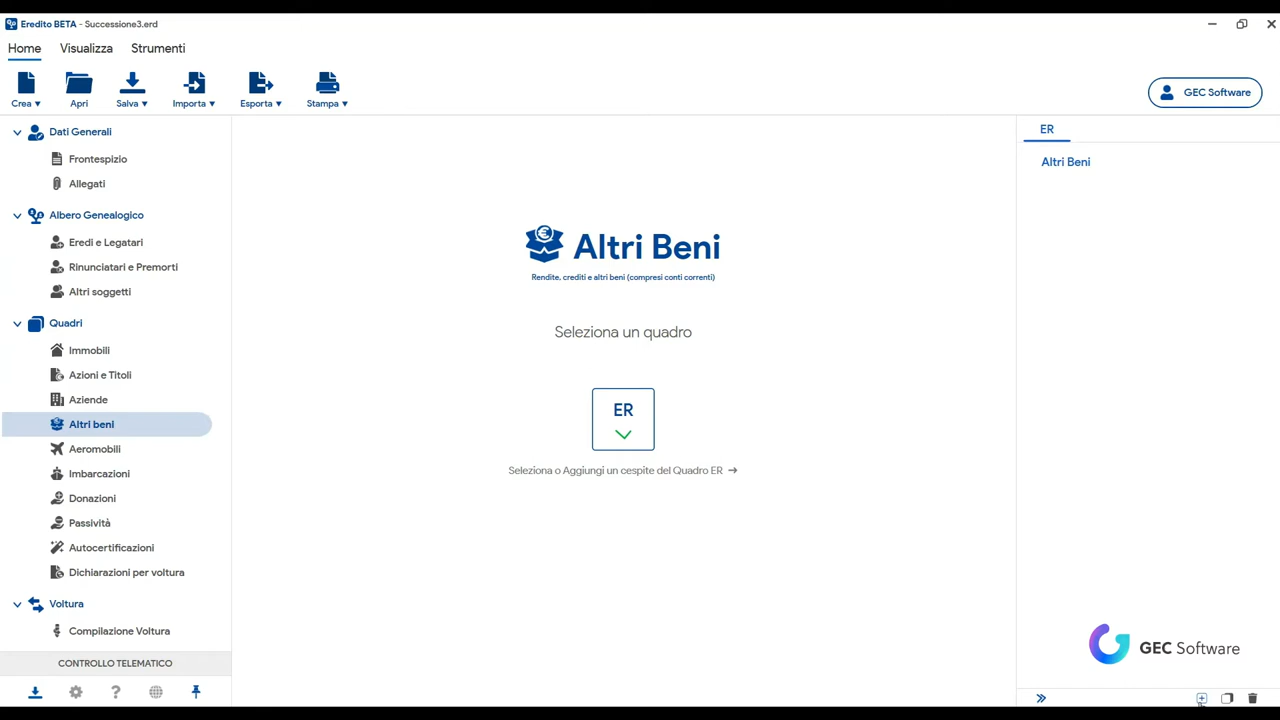 Eredito BETA - Successione3.erd
Home Visualizza Strumenti
Crea Apri Salva Importa Esporta Stampa
GEC Software
Dati Generali
Frontespizio
Allegati
Albero Genealogico
Eredi e Legatari
Rinunciatari e Premorti
Altri soggetti
Quadri
Immobili
Azioni e Titoli
Aziende
Altri beni
Aeromobili
Imbarcazioni
Donazioni
Passività
Autocertificazioni
Dichiarazioni per voltura
Voltura
Compilazione Voltura
CONTROLLO TELEMATICO
Altri Beni
Rendite, crediti e altri beni (compresi conti correnti)
Seleziona un quadro
ER
Seleziona o Aggiungi un cespite del Quadro ER →
ER
Altri Beni
GEC Software